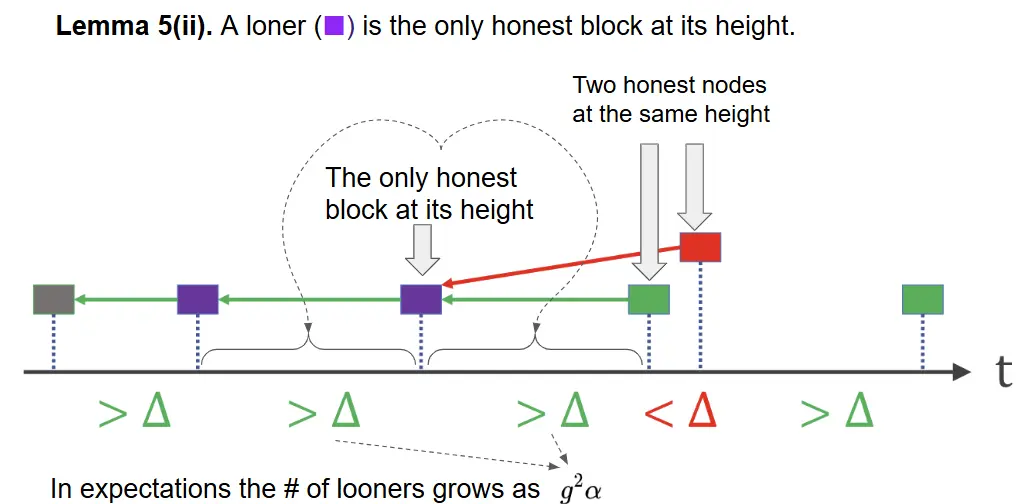 Lemma 5(ii). A loner (■) is the only honest block at its height.
Two honest nodes
at the same height
The only honest
block at its height
t
> Δ > Δ > Δ < Δ > Δ
In expectations the # of looners grows as g²α